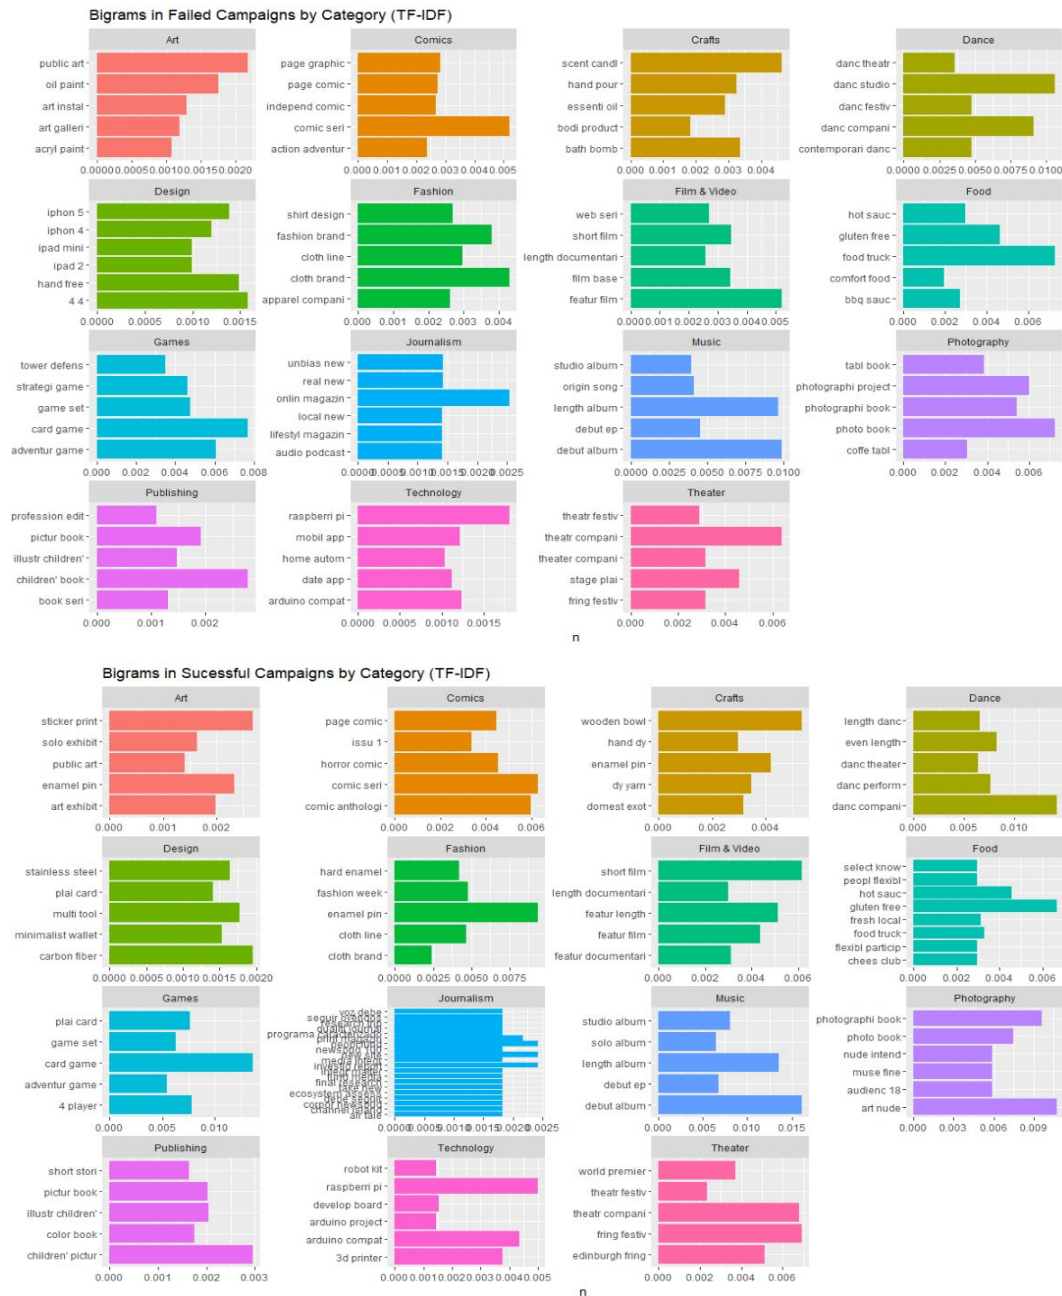 Bigrams in Failed Campaigns by Category (TF-IDF)
Art
public art
oil paint
art instal
art galleri
acryl paint
0.0000 0.0005 0.0010 0.0015 0.0020
Comics
page graphic
page comic
independ comic
comic seri
action adventur
0.000 0.001 0.002 0.003 0.004 0.005
Crafts
scent candl
hand pour
essenti oil
bodi product
bath bomb
0.000 0.001 0.002 0.003 0.004
Dance
danc theatr
danc studio
danc festiv
danc compani
contemporari danc
0.0000 0.0025 0.0050 0.0075 0.0100
Design
iphon 5
iphon 4
ipad mini
ipad 2
hand free
4 4
0.0000 0.0005 0.0010 0.0015
Fashion
shirt design
fashion brand
cloth line
cloth brand
apparel compani
0.000 0.001 0.002 0.003 0.004
Film & Video
web seri
short film
length documentari
film base
featur film
0.000 0.001 0.002 0.003 0.004 0.005
Food
hot sauc
gluten free
food truck
comfort food
bbq sauc
0.000 0.002 0.004 0.006
Games
tower defens
strategi game
game set
card game
adventur game
0.000 0.002 0.004 0.006 0.008
Journalism
unbias new
real new
onlin magazin
local new
lifestyl magazin
audio podcast
0.0000 0.0005 0.0010 0.0015 0.0020 0.0025
Music
studio album
origin song
length album
debut ep
debut album
0.0000 0.0025 0.0050 0.0075 0.0100
Photography
tabl book
photographi project
photographi book
photo book
coffe tabl
0.000 0.002 0.004 0.006
Publishing
profession edit
pictur book
illustr children'
children' book
book seri
0.000 0.001 0.002
Technology
raspberri pi
mobil app
home autom
date app
arduino compat
0.0000 0.0005 0.0010 0.0015
Theater
theatr festiv
theatr compani
theater compani
stage plai
fring festiv
0.000 0.002 0.004 0.006
n
Bigrams in Sucessful Campaigns by Category (TF-IDF)
Art
sticker print
solo exhibit
public art
enamel pin
art exhibit
0.000 0.001 0.002
Comics
page comic
issu 1
horror comic
comic seri
comic anthologi
0.000 0.002 0.004 0.006
Crafts
wooden bowl
hand dy
enamel pin
dy yarn
domest exot
0.000 0.002 0.004
Dance
length danc
even length
danc theater
danc perform
danc compani
0.000 0.005 0.010
Design
stainless steel
plai card
multi tool
minimalist wallet
carbon fiber
0.0000 0.0005 0.0010 0.0015 0.0020
Fashion
hard enamel
fashion week
enamel pin
cloth line
cloth brand
0.0000 0.0025 0.0050 0.0075
Film & Video
short film
length documentari
featur length
featur film
featur documentari
0.000 0.002 0.004 0.006
Food
select know
peopl flexibl
hot sauc
gluten free
fresh local
food truck
flexibl particip
chees club
0.000 0.002 0.004 0.006
Games
plai card
game set
card game
adventur game
4 player
0.000 0.005 0.010
Journalism
voz debe
research trip
qualiti journal
print magazin
new site
media integr
investig report
integr matter
fund media
final research
fake new
ecosystem assess
debe seguir
channel island
air tale
0.0000 0.0005 0.0010 0.0015 0.0020 0.0025
Music
studio album
solo album
length album
debut ep
debut album
0.000 0.005 0.010 0.015
Photography
photographi book
photo book
nude intend
muse fine
audienc 18
art nude
0.000 0.003 0.006 0.009
Publishing
short stori
pictur book
illustr children'
color book
children' pictur
0.000 0.001 0.002 0.003
Technology
robot kit
raspberri pi
develop board
arduino project
arduino compat
3d printer
0.000 0.001 0.002 0.003 0.004 0.005
Theater
world premier
theatr festiv
theatr compani
fring festiv
edinburgh fring
0.000 0.002 0.004 0.006
n